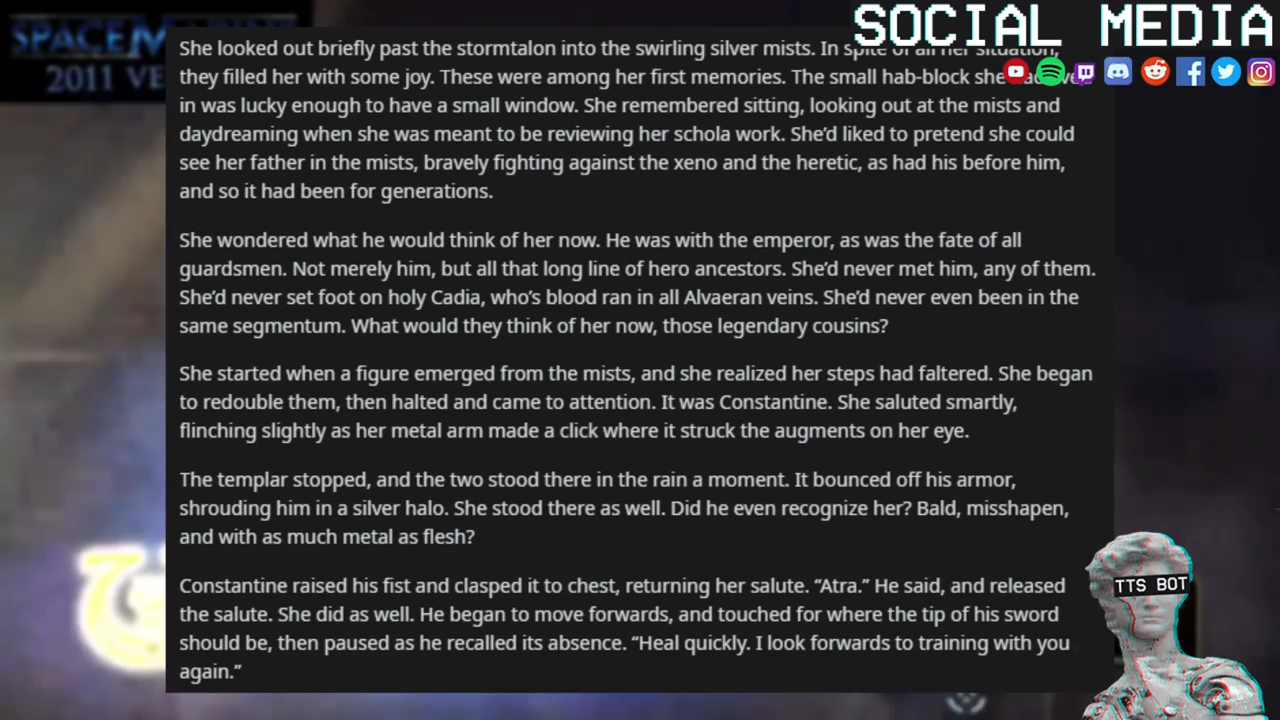 SOCIAL MEDIA
SPACEM
2011 VE
She looked out briefly past the stormtalon into the swirling silver mists. In spite of all her situation,
they filled her with some joy. These were among her first memories. The small hab-block she
in was lucky enough to have a small window. She remembered sitting, looking out at the mists and
daydreaming when she was meant to be reviewing her schola work. She’d liked to pretend she could
see her father in the mists, bravely fighting against the xeno and the heretic, as had his before him,
and so it had been for generations.
She wondered what he would think of her now. He was with the emperor, as was the fate of all
guardsmen. Not merely him, but all that long line of hero ancestors. She’d never met him, any of them.
She’d never set foot on holy Cadia, who’s blood ran in all Alvaeran veins. She’d never even been in the
same segmentum. What would they think of her now, those legendary cousins?
She started when a figure emerged from the mists, and she realized her steps had faltered. She began
to redouble them, then halted and came to attention. It was Constantine. She saluted smartly,
flinching slightly as her metal arm made a click where it struck the augments on her eye.
The templar stopped, and the two stood there in the rain a moment. It bounced off his armor,
shrouding him in a silver halo. She stood there as well. Did he even recognize her? Bald, misshapen,
and with as much metal as flesh?
Constantine raised his fist and clasped it to chest, returning her salute. “Atra.” He said, and released
the salute. She did as well. He began to move forwards, and touched for where the tip of his sword
should be, then paused as he recalled its absence. “Heal quickly. I look forwards to training with you
again.”
TTS BOT